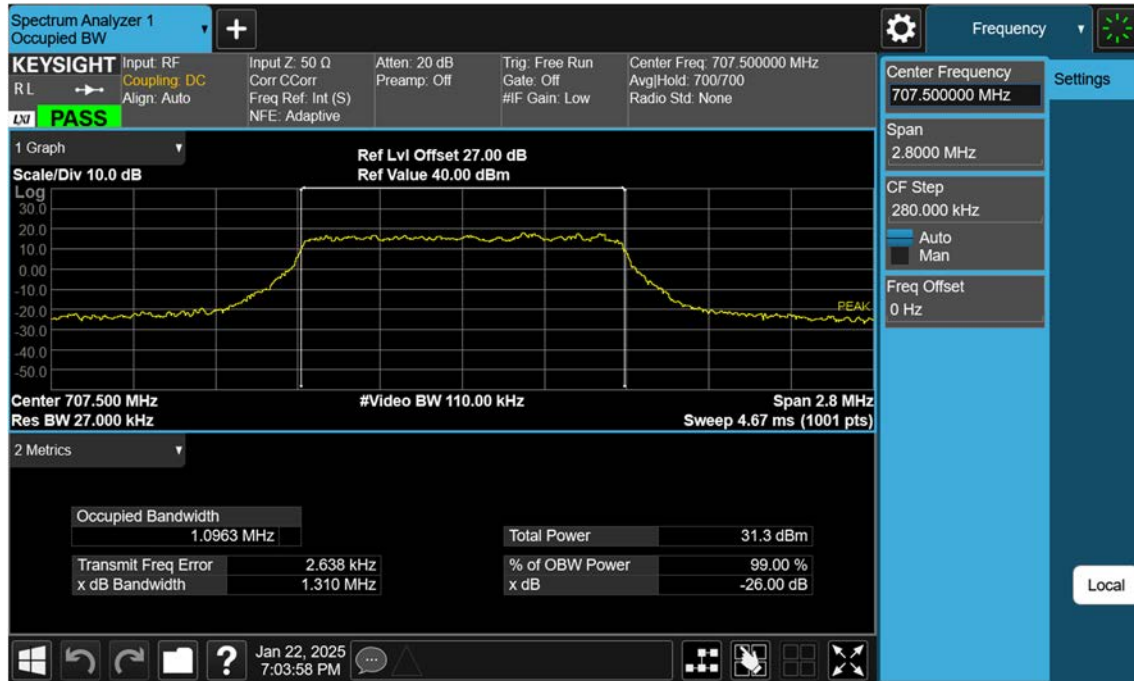 Spectrum Analyzer 1
Occupied BW
Frequency
KEYSIGHT
RL
LXI PASS
Input: RF
Coupling: DC
Align: Auto
Input Z: 50 Ω
Corr CCorr
Freq Ref: Int (S)
NFE: Adaptive
Atten: 20 dB
Preamp: Off
Trig: Free Run
Gate: Off
#IF Gain: Low
Center Freq: 707.500000 MHz
Avg|Hold: 700/700
Radio Std: None
Center Frequency
707.500000 MHz
Settings
Span
2.8000 MHz
CF Step
280.000 kHz
Auto
Man
Freq Offset
0 Hz
Local
1 Graph
Scale/Div 10.0 dB
Ref Lvl Offset 27.00 dB
Ref Value 40.00 dBm
Log
30.0
20.0
10.0
0.00
-10.0
-20.0
-30.0
-40.0
-50.0
PEAK
Center 707.500 MHz
#Video BW 110.00 kHz
Span 2.8 MHz
Res BW 27.000 kHz
Sweep 4.67 ms (1001 pts)
2 Metrics
Occupied Bandwidth
1.0963 MHz
Total Power 31.3 dBm
Transmit Freq Error 2.638 kHz
% of OBW Power 99.00 %
x dB Bandwidth 1.310 MHz
x dB -26.00 dB
?
Jan 22, 2025
7:03:58 PM